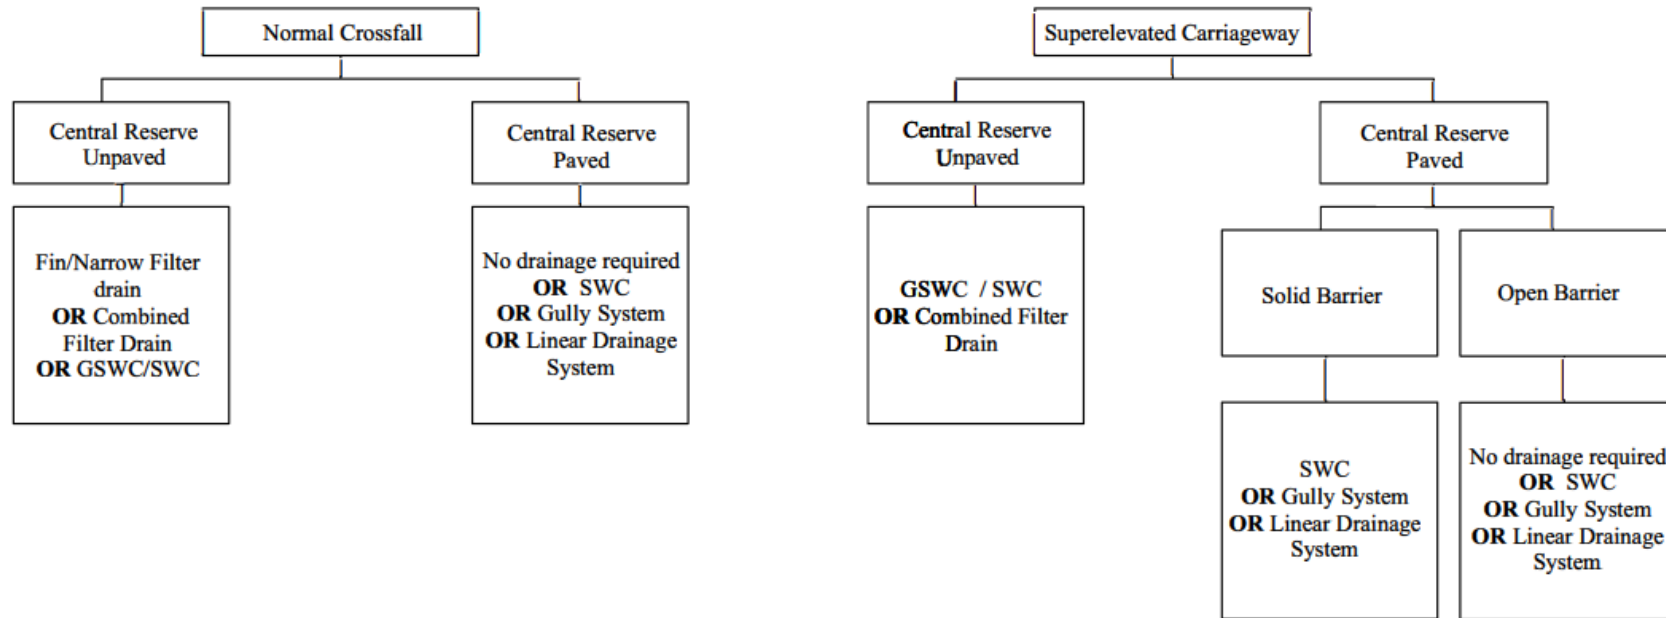 Normal Crossfall
Central Reserve
Unpaved
Central Reserve
Paved
Fin/Narrow Filter
drain
OR Combined
Filter Drain
OR GSWC/SWC
No drainage required
OR SWC
OR Gully System
OR Linear Drainage
System
Superelevated Carriageway
Central Reserve
Unpaved
Central Reserve
Paved
GSWC / SWC
OR Combined Filter
Drain
Solid Barrier
Open Barrier
SWC
OR Gully System
OR Linear Drainage
System
No drainage required
OR SWC
OR Gully System
OR Linear Drainage
System